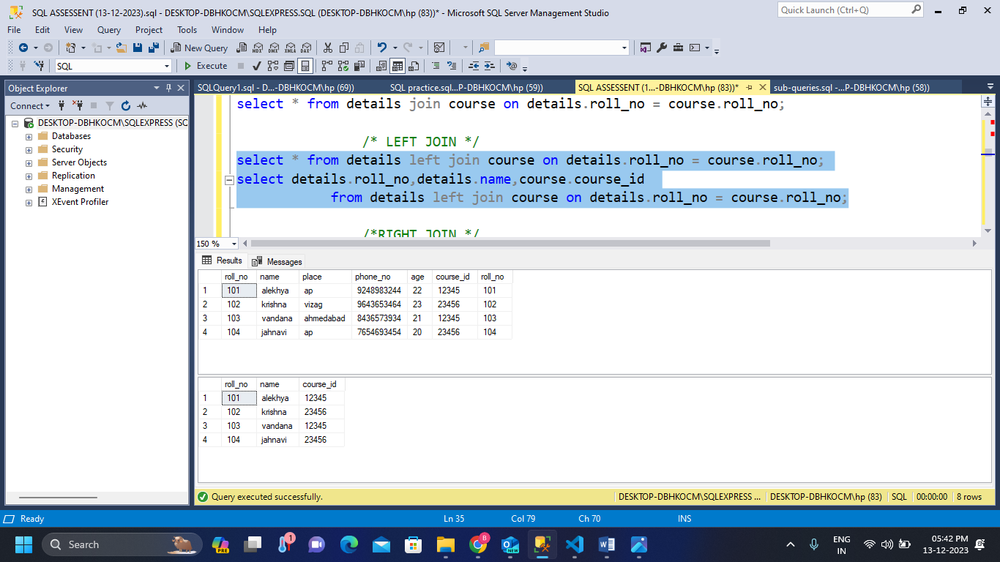 SQL ASSESSENT (13-12-2023).sql - DESKTOP-DBHKOCM\SQLEXPRESS.SQL (DESKTOP-DBHKOCM\hp (83))* - Microsoft SQL Server Management Studio
Quick Launch (Ctrl+Q)
File Edit View Query Project Tools Window Help
New Query MDX DMX XMLA DAX
SQL Execute
Object Explorer
SQLQuery1.sql - D...-DBHKOCM\hp (69)) SQL practice.sql...P-DBHKOCM\hp (59)) SQL ASSESSENT (1...-DBHKOCM\hp (83))* sub-queries.sql -...P-DBHKOCM\hp (58))
Connect
DESKTOP-DBHKOCM\SQLEXPRESS (SQ
Databases
Security
Server Objects
Replication
Management
XEvent Profiler
select * from details join course on details.roll_no = course.roll_no;
/* LEFT JOIN */
select * from details left join course on details.roll_no = course.roll_no;
select details.roll_no,details.name,course.course_id
from details left join course on details.roll_no = course.roll_no;
/*RIGHT JOIN */
150 %
Results Messages
roll_no name place phone_no age course_id roll_no
1 101 alekhya ap 9248983244 22 12345 101
2 102 krishna vizag 9643653464 23 23456 102
3 103 vandana ahmedabad 8436573934 21 12345 103
4 104 jahnavi ap 7654693454 20 23456 104
roll_no name course_id
1 101 alekhya 12345
2 102 krishna 23456
3 103 vandana 12345
4 104 jahnavi 23456
Query executed successfully. DESKTOP-DBHKOCM\SQLEXPRESS ... DESKTOP-DBHKOCM\hp (83) SQL 00:00:00 8 rows
Ready Ln 35 Col 79 Ch 70 INS
Search PRE 1 B NEW ENG IN 05:42 PM 13-12-2023